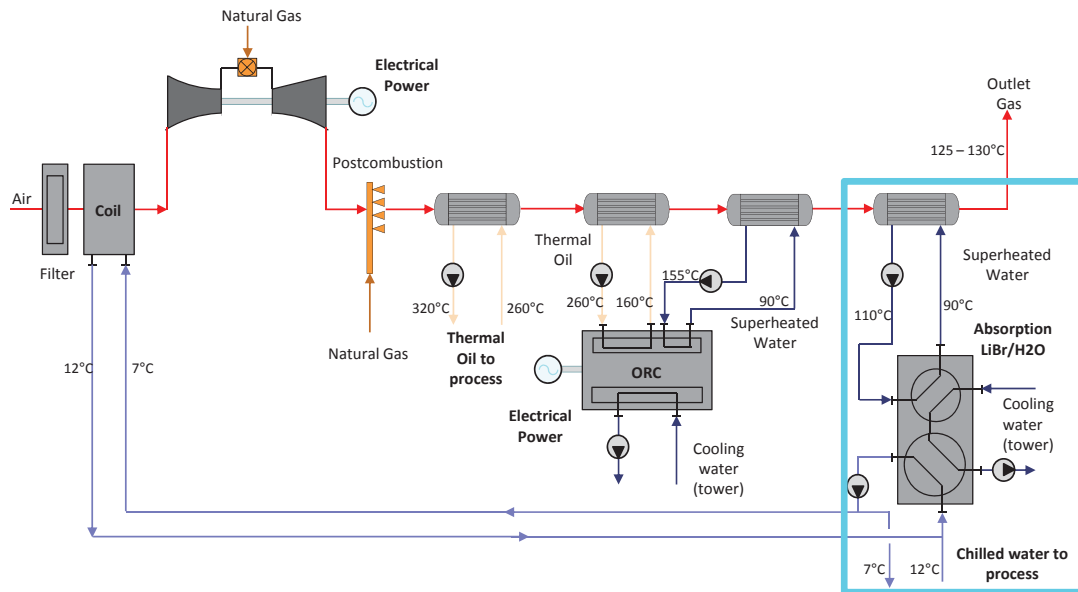 Natural Gas
Electrical
Power
Outlet
Gas
125 – 130°C
Postcombustion
Air
Coil
Filter
Thermal
Oil
Superheated
Water
155°C
320°C
260°C
260°C
160°C
90°C
110°C
90°C
Superheated
Water
Natural Gas
Thermal
Oil to
process
Absorption
LiBr/H2O
12°C
7°C
ORC
Electrical
Power
Cooling
water
(tower)
Cooling
water
(tower)
7°C
12°C
Chilled water to
process